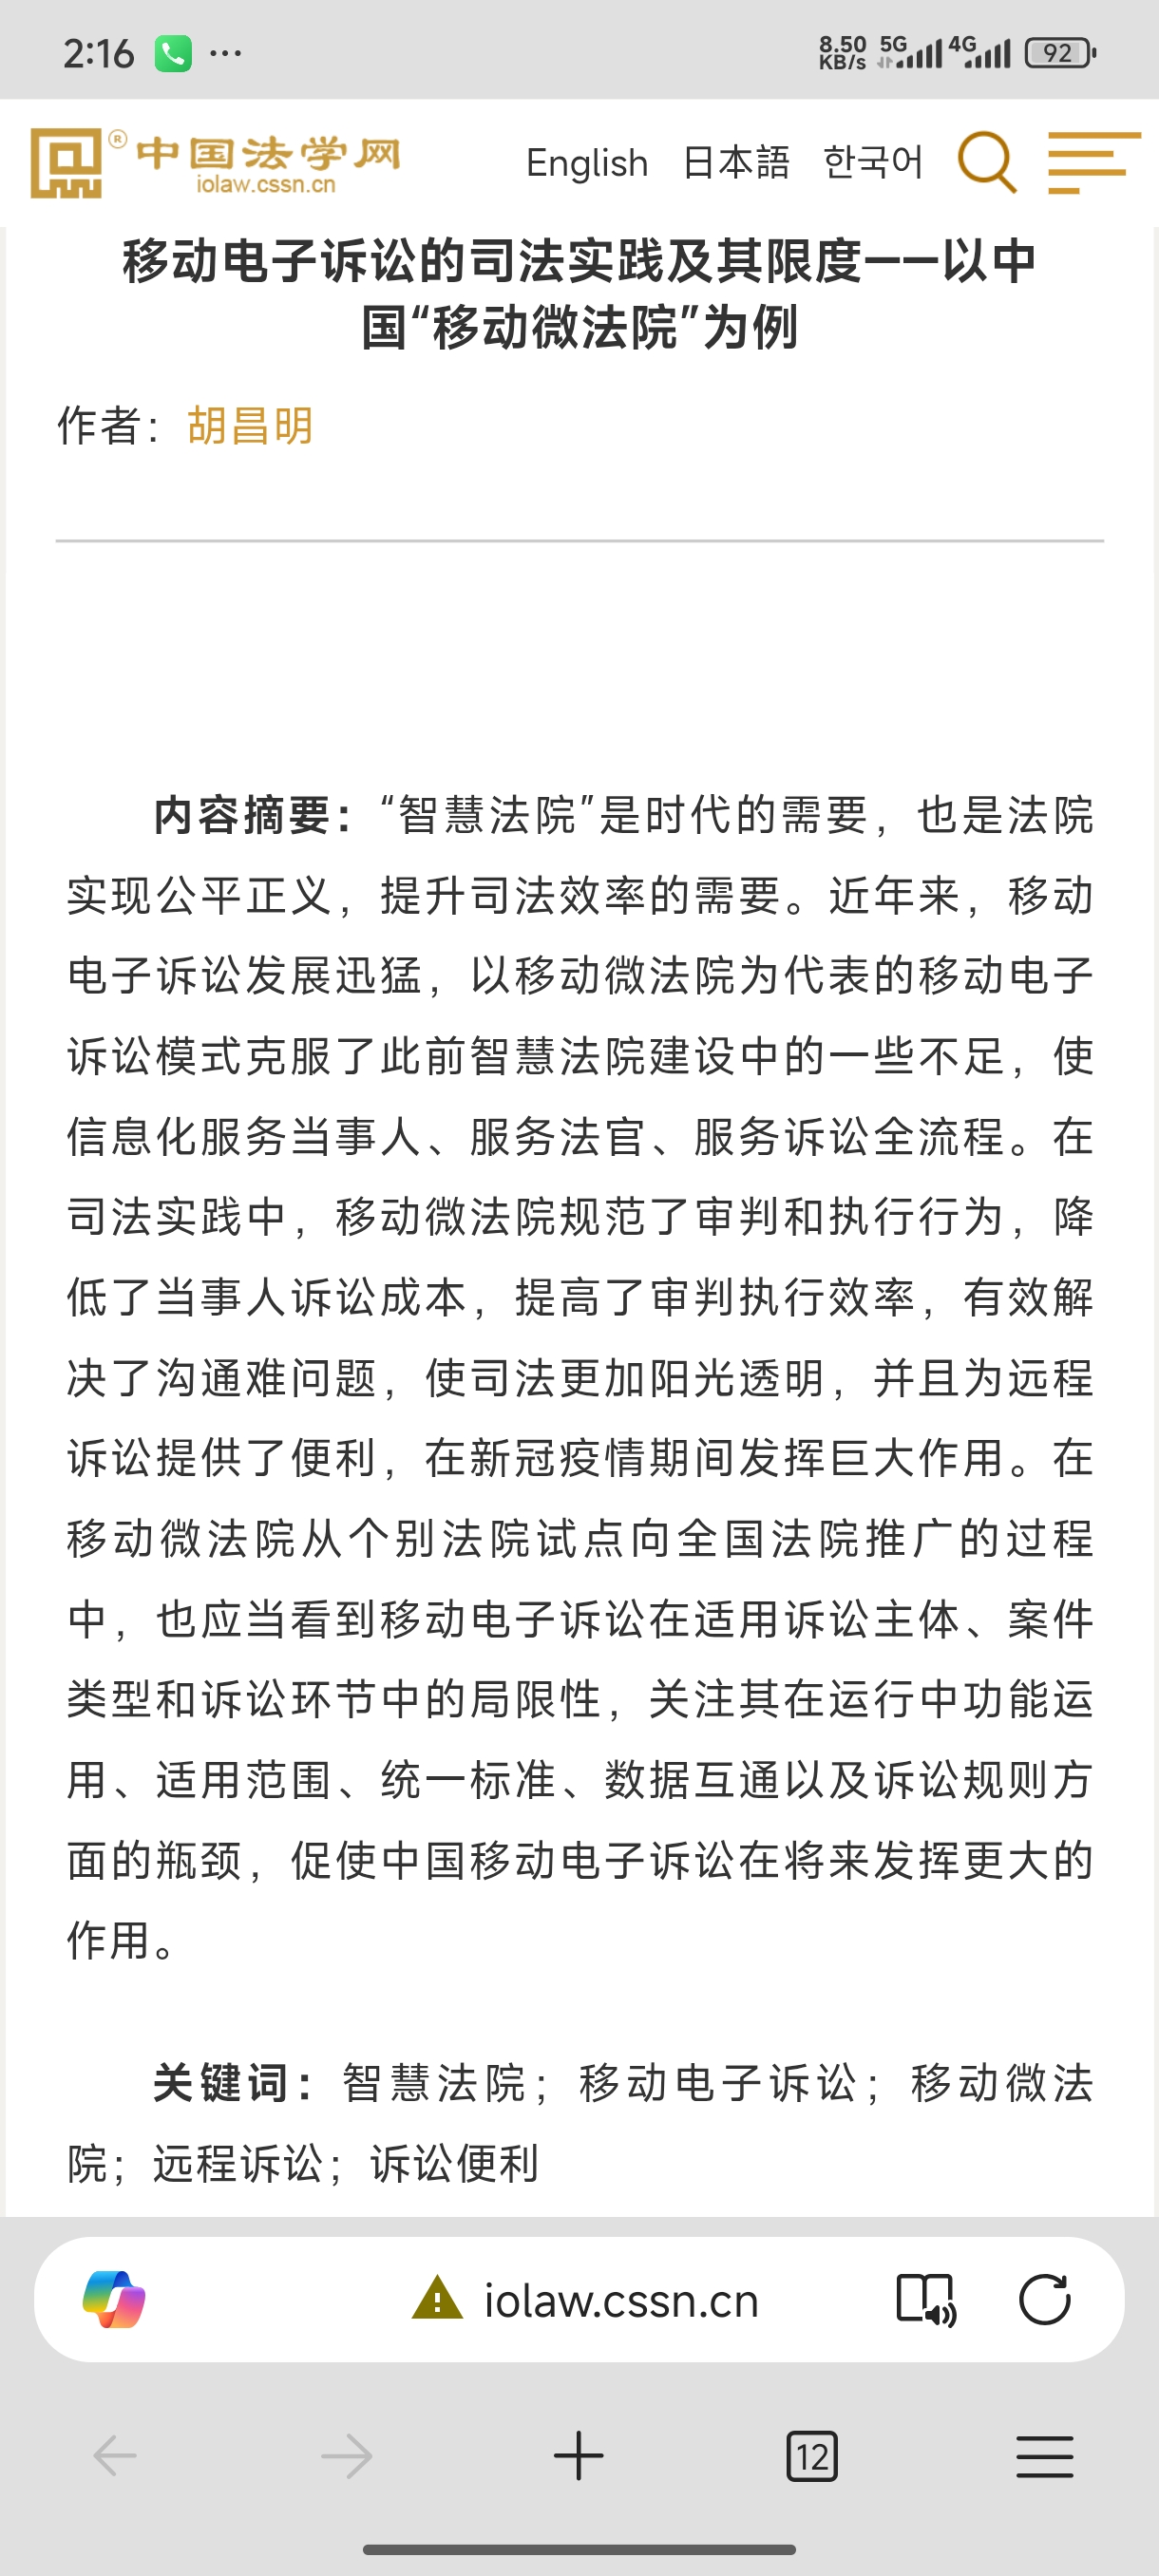 2:16 ...
8.50 KB/s 5G 4G 92
®中国法学网
iolaw.cssn.cn
English 日本語 한국어
移动电子诉讼的司法实践及其限度——以中
国“移动微法院”为例
作者：胡昌明
内容摘要：“智慧法院”是时代的需要，也是法院
实现公平正义，提升司法效率的需要。近年来，移动
电子诉讼发展迅猛，以移动微法院为代表的移动电子
诉讼模式克服了此前智慧法院建设中的一些不足，使
信息化服务当事人、服务法官、服务诉讼全流程。在
司法实践中，移动微法院规范了审判和执行行为，降
低了当事人诉讼成本，提高了审判执行效率，有效解
决了沟通难问题，使司法更加阳光透明，并且为远程
诉讼提供了便利，在新冠疫情期间发挥巨大作用。在
移动微法院从个别法院试点向全国法院推广的过程
中，也应当看到移动电子诉讼在适用诉讼主体、案件
类型和诉讼环节中的局限性，关注其在运行中功能运
用、适用范围、统一标准、数据互通以及诉讼规则方
面的瓶颈，促使中国移动电子诉讼在将来发挥更大的
作用。
关键词：智慧法院；移动电子诉讼；移动微法
院；远程诉讼；诉讼便利
iolaw.cssn.cn
12